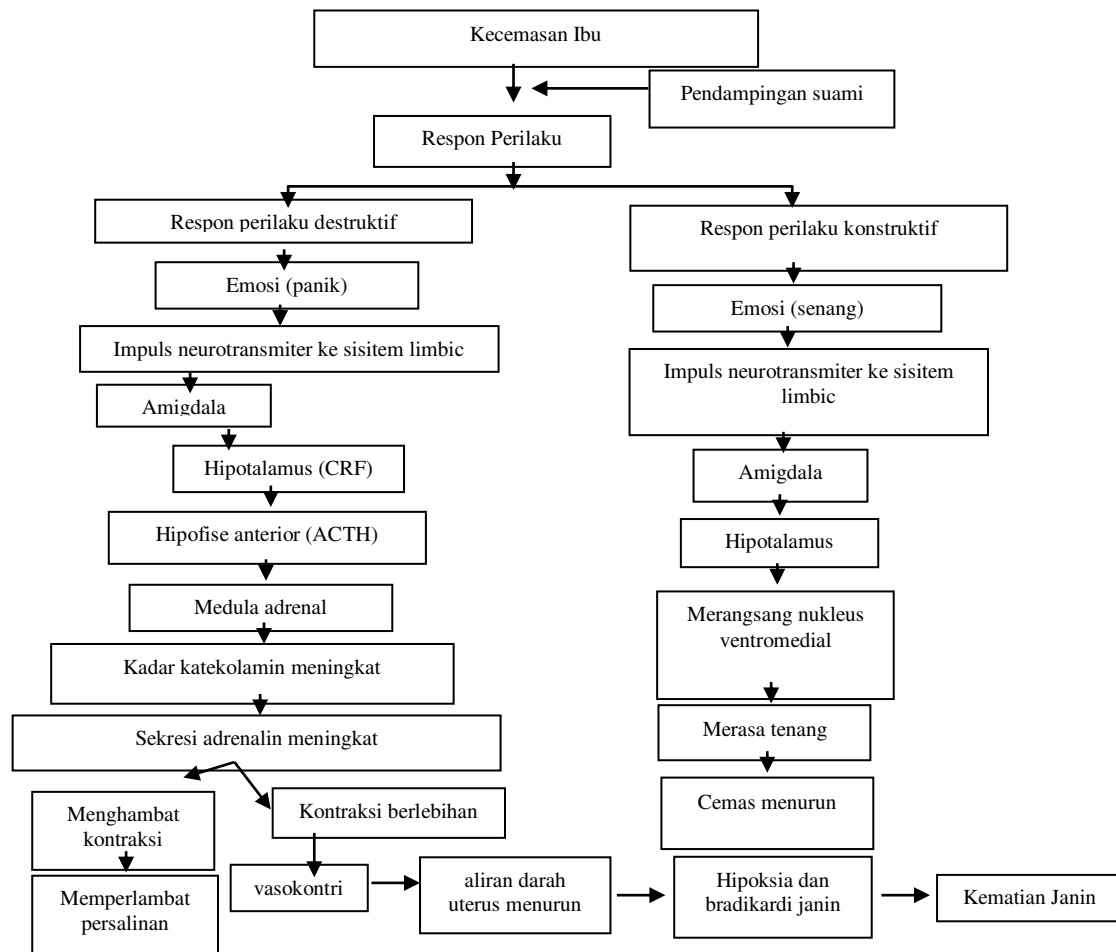 Kecemasan Ibu
Pendampingan suami
Respon Perilaku
Respon perilaku destruktif
Emosi (panik)
Impuls neurotransmiter ke sisitem limbic
Amigdala
Hipotalamus (CRF)
Hipofise anterior (ACTH)
Medula adrenal
Kadar katekolamin meningkat
Sekresi adrenalin meningkat
Menghambat
kontraksi
Memperlambat
persalinan
Kontraksi berlebihan
vasokontri
aliran darah
uterus menurun
Hipoksia dan
bradikardi janin
Kematian Janin
Respon perilaku konstruktif
Emosi (senang)
Impuls neurotransmiter ke sisitem
limbic
Amigdala
Hipotalamus
Merangsang nukleus
ventromedial
Merasa tenang
Cemas menurun